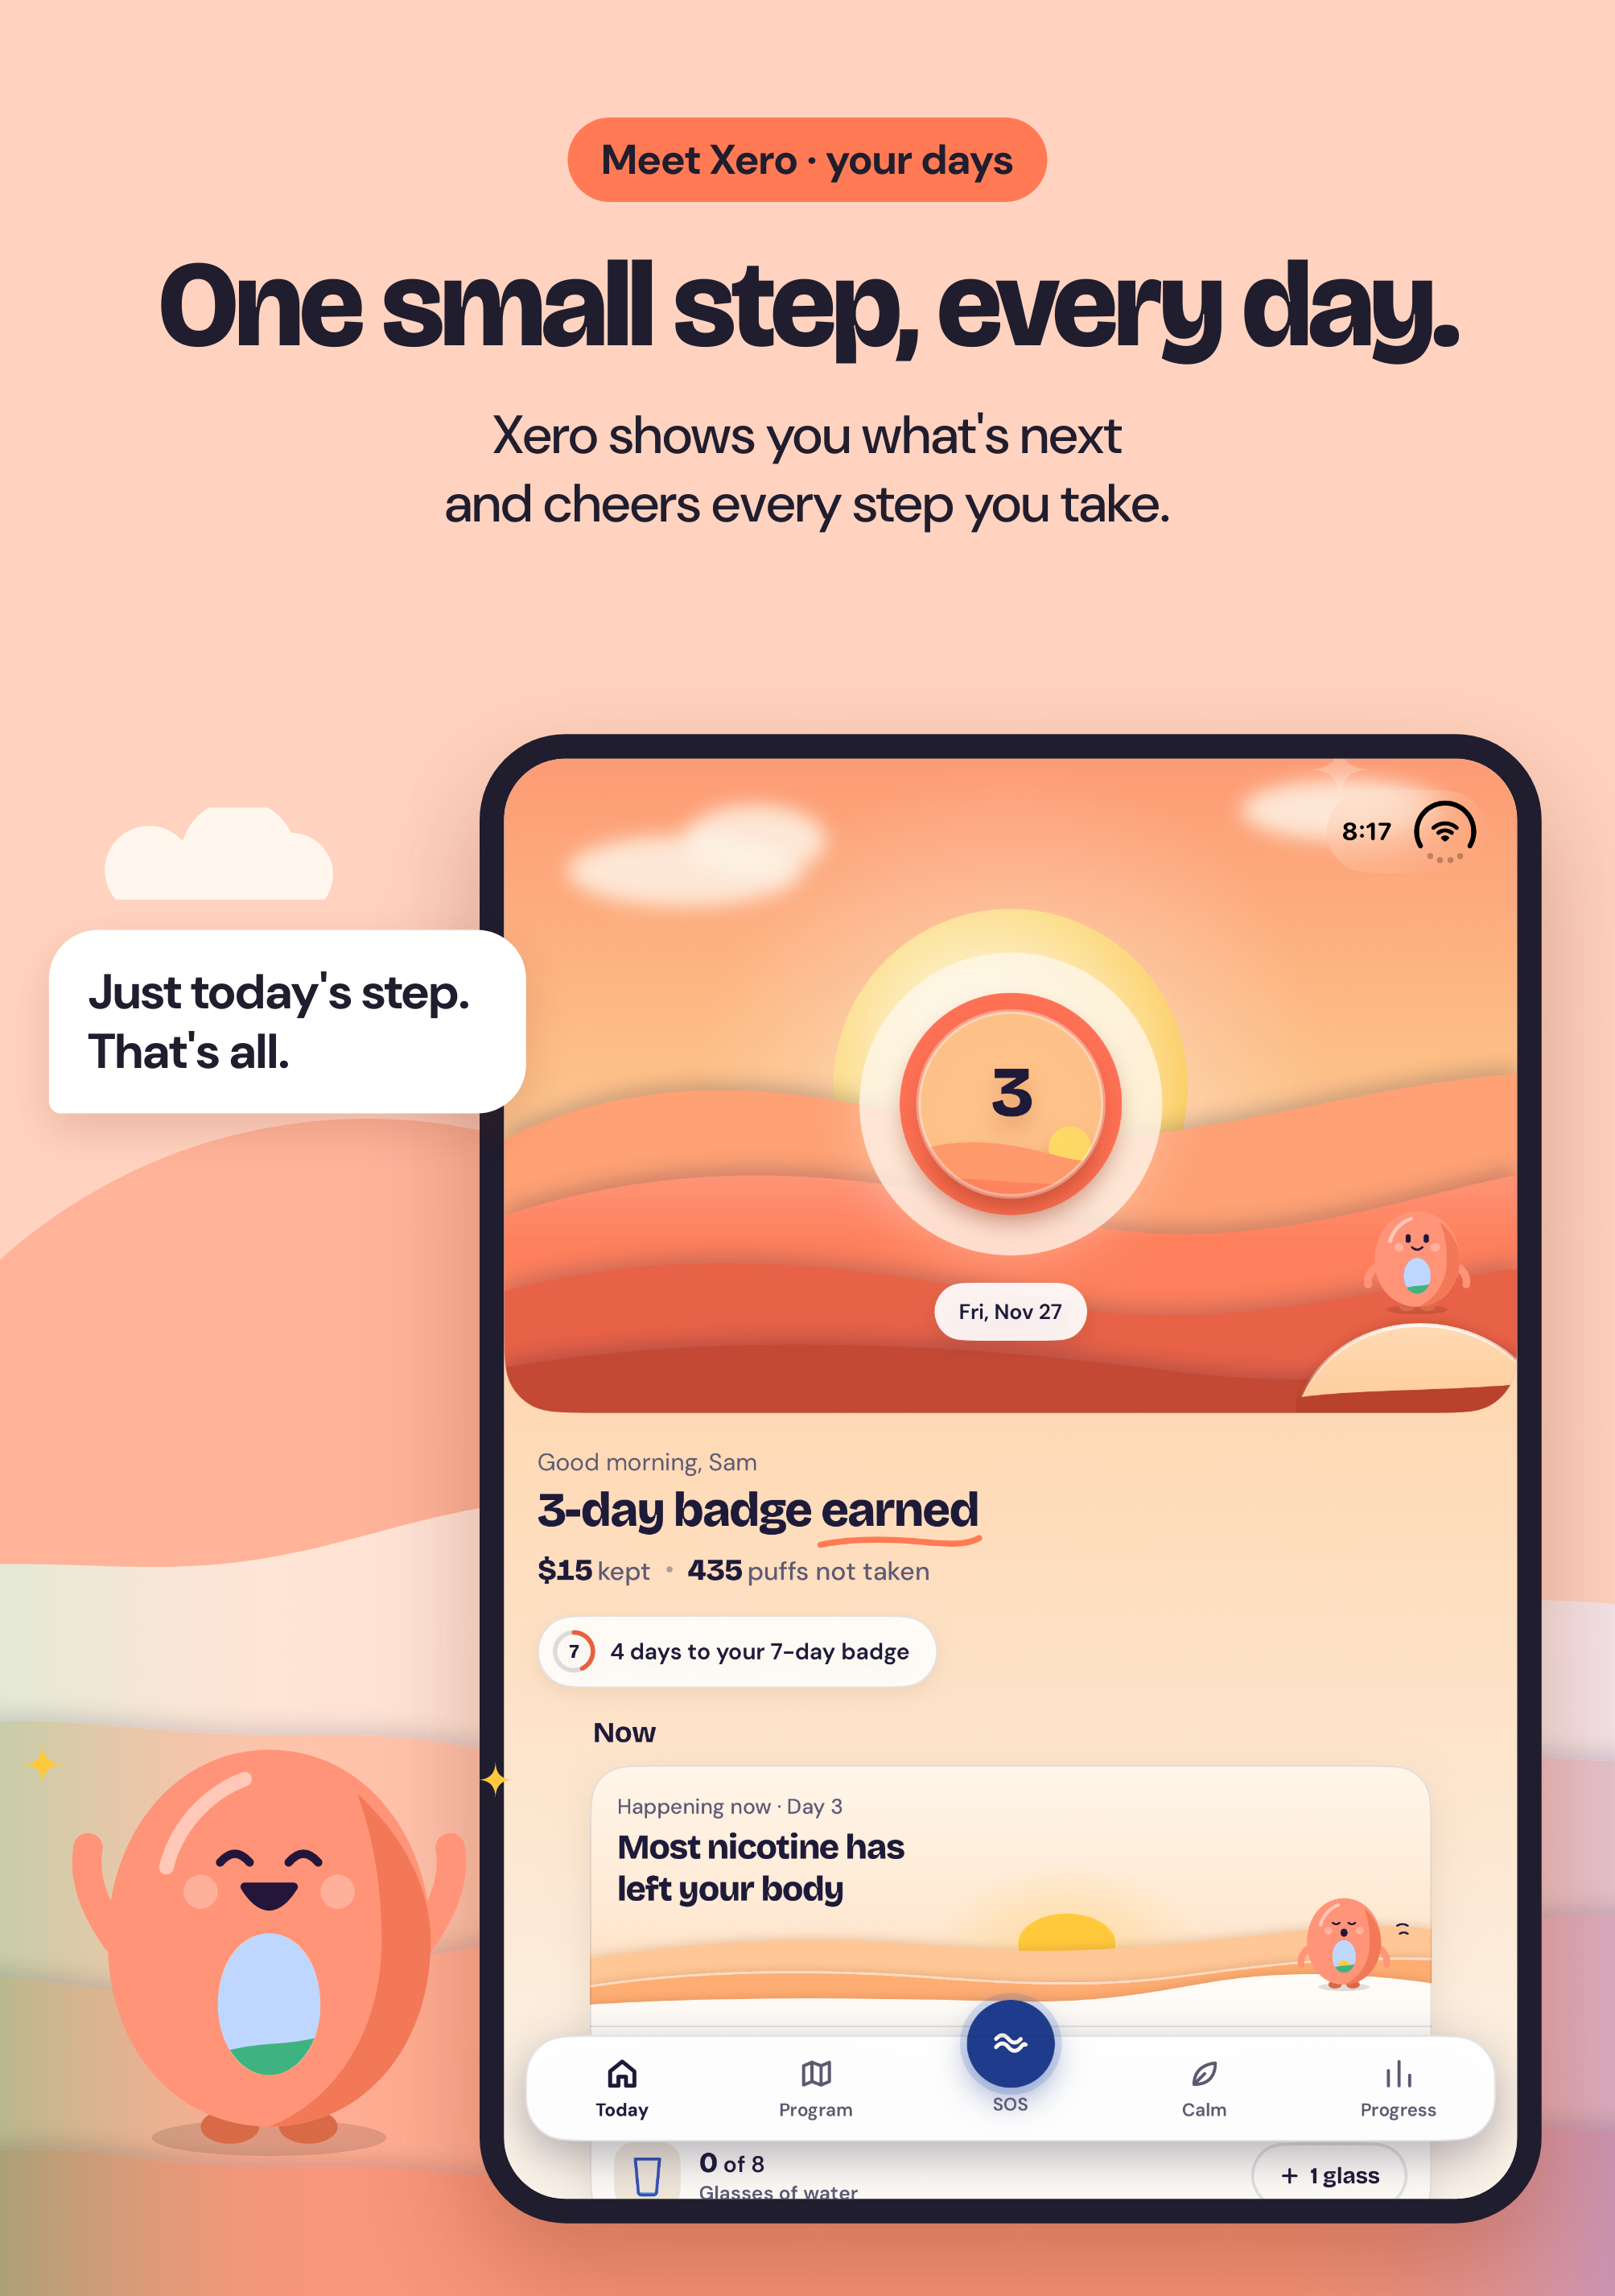 Meet Xero · your days
One small step, every day.
Xero shows you what's next
and cheers every step you take.
8:17
Just today's step.
That's all.
3
Fri, Nov 27
Good morning, Sam
3-day badge earned
$15 kept • 435 puffs not taken
7 4 days to your 7-day badge
Now
Happening now · Day 3
Most nicotine has
left your body
Today
Program
SOS
Calm
Progress
0 of 8
Glasses of water
+ 1 glass